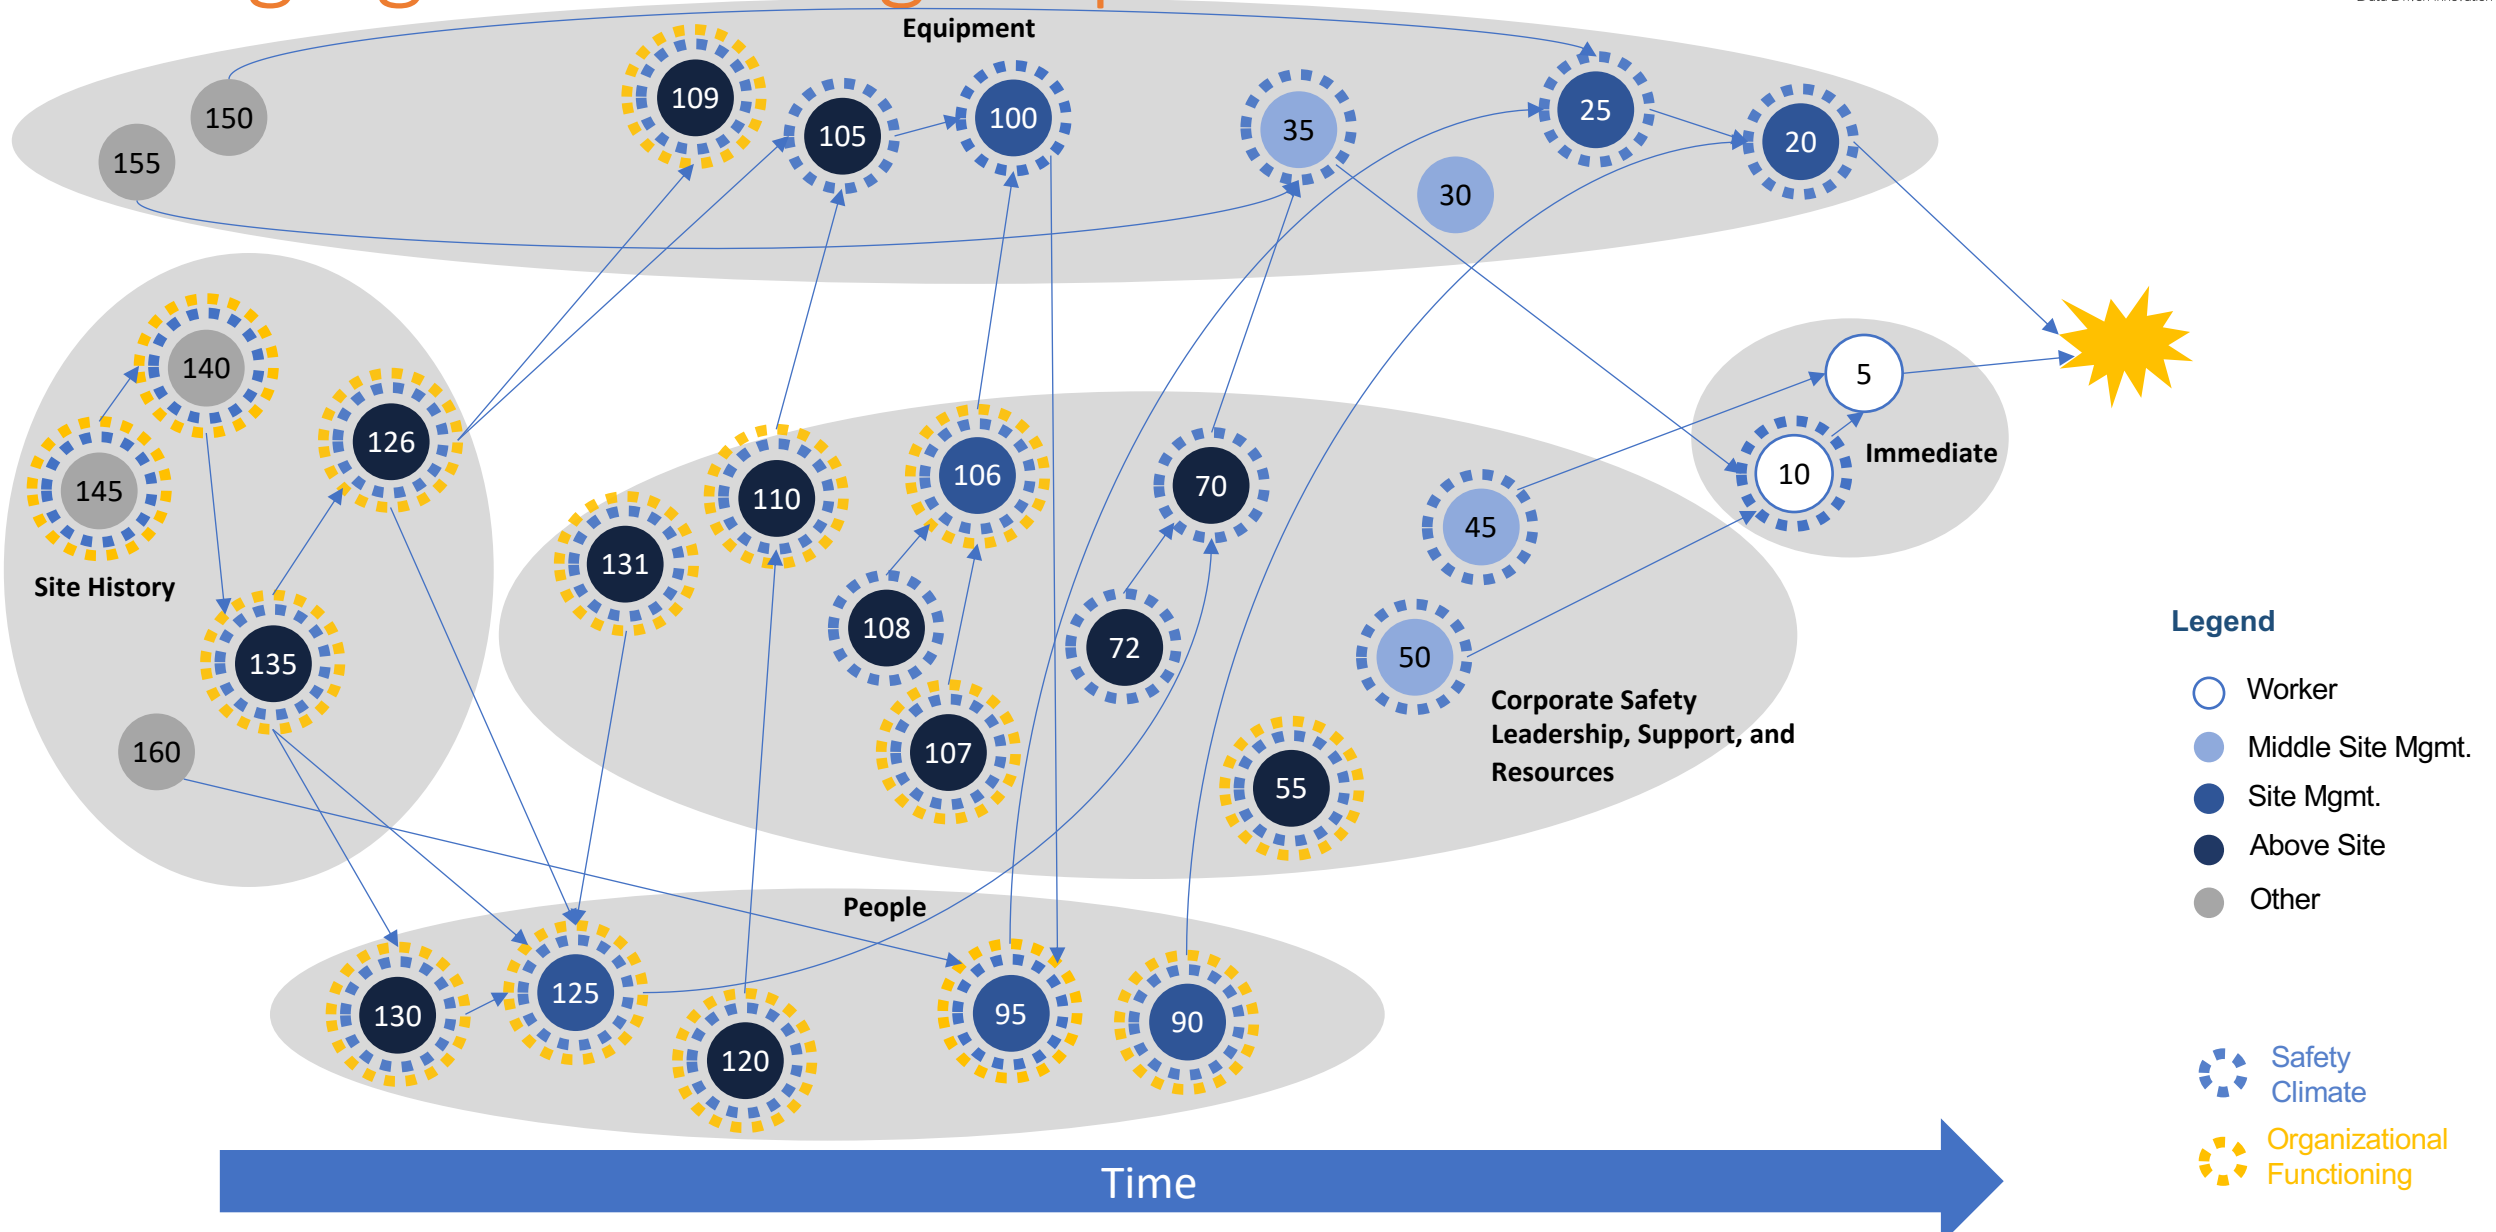 Equipment
109
25
100
150
35
105
20
155
30
140
5
126
Immediate
10
106
70
145
110
45
131
Site History
108
Legend
72
50
135
Worker
Corporate Safety
Leadership, Support, and
Resources
Middle Site Mgmt.
160
107
55
Site Mgmt.
Above Site
Other
People
125
95
130
90
120
Safety
Climate
Organizational
Functioning
Time